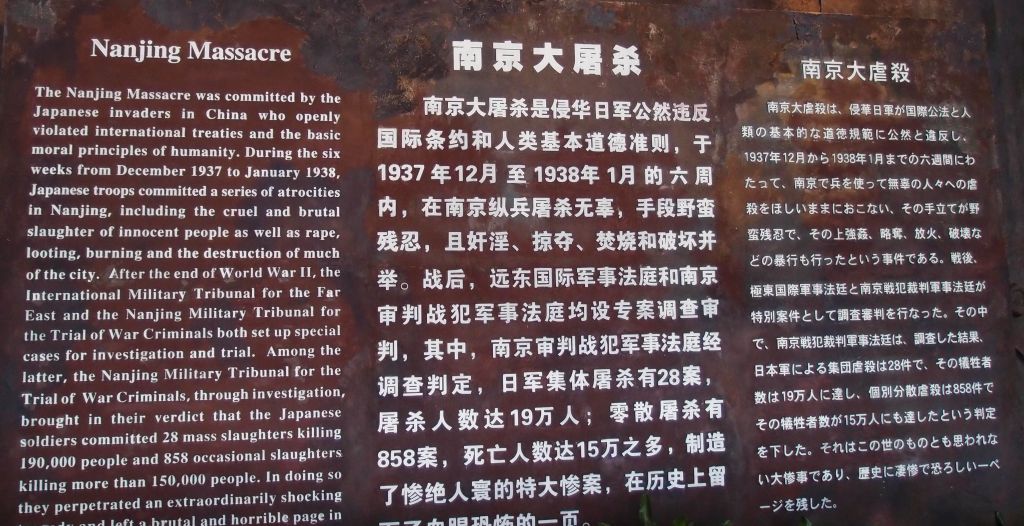 Nanjing Massacre
The Nanjing Massacre was committed by the
Japanese invaders in China who openly
violated international treaties and the basic
moral principles of humanity. During the six
weeks from December 1937 to January 1938,
Japanese troops committed a series of atrocities
in Nanjing, including the cruel and brutal
slaughter of innocent people as well as rape,
looting, burning and the destruction of much
of the city. After the end of World War II, the
International Military Tribunal for the Far
East and the Nanjing Military Tribunal for
the Trial of War Criminals both set up special
cases for investigation and trial. Among the
latter, the Nanjing Military Tribunal for the
Trial of War Criminals, through investigation,
brought in their verdict that the Japanese
soldiers committed 28 mass slaughters killing
190,000 people and 858 occasional slaughters
killing more than 150,000 people. In doing so
they perpetrated an extraordinarily shocking
and left a brutal and horrible page in
南京大屠杀
南京大屠杀是侵华日军公然违反
国际条约和人类基本道德准则，于
1937年12月至1938年1月的六周
内，在南京纵兵屠杀无辜，手段野蛮
残忍，且奸淫、掠夺、焚烧和破坏并
举。战后，远东国际军事法庭和南京
审判战犯军事法庭均设专案调查审
判，其中，南京审判战犯军事法庭经
调查判定，日军集体屠杀有28案，
屠杀人数达19万人；零散屠杀有
858案，死亡人数达15万之多，制造
了惨绝人寰的特大惨案，在历史上留
下了血腥恐怖的一页。
南京大虐殺
南京大虐殺は、侵華日軍が国際公法と人
類の基本的な道徳規範に公然と違反し、
1937年12月から1938年1月までの六週間にわ
たって、南京で兵を使って無辜の人々への虐
殺をほしいままにおこない、その手立てが野
蛮残忍で、その上強姦、略奪、放火、破壊な
どの暴行も行ったという事件である。戦後、
極東国際軍事法廷と南京戦犯裁判軍事法廷が
特別案件として調査審判を行なった。その中
で、南京戦犯裁判軍事法廷は、調査した結果、
日本軍による集団虐殺は28件で、その犠牲者
数は19万人に達し、個別分散虐殺は858件で
その犠牲者数が15万人にも達したという判定
を下した。それはこの世のものとも思われな
い大惨事であり、歴史に凄惨で恐ろしい一ペ
ージを残した。